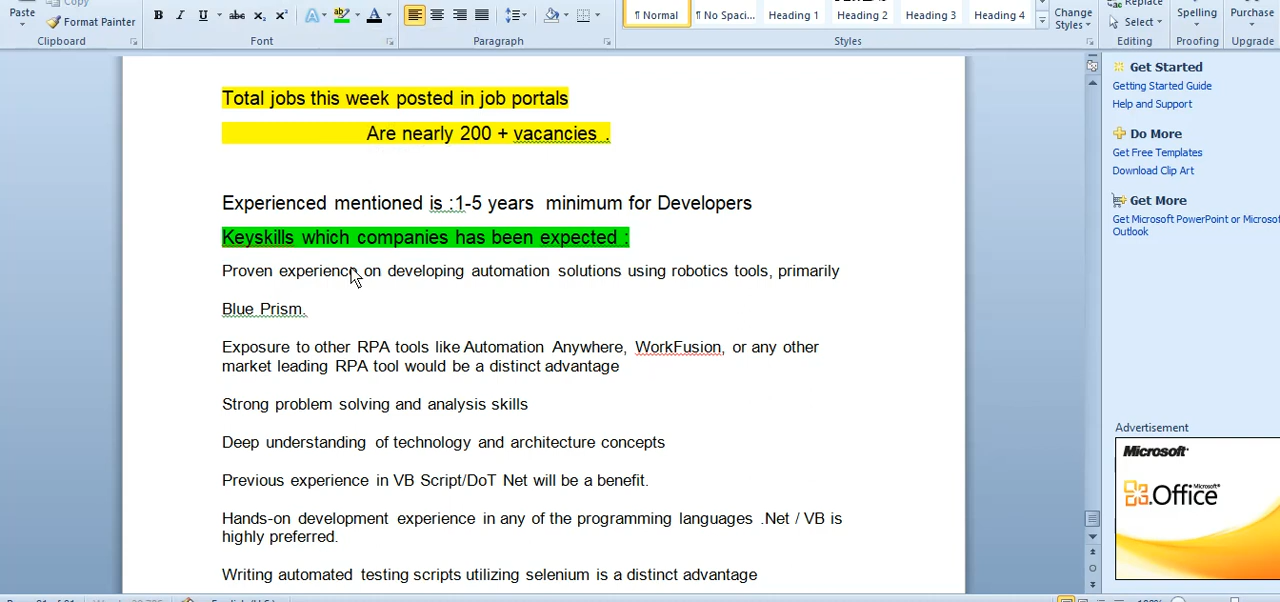 Copy
Replace
Paste
Format Painter
B I U abc x₂ x² A ab A
¶ Normal
¶ No Spaci...
Heading 1
Heading 2
Heading 3
Heading 4
Change Styles
Select
Spelling
Purchase
Clipboard
Font
Paragraph
Styles
Editing
Proofing
Upgrade
Total jobs this week posted in job portals
Are nearly 200 + vacancies .
Experienced mentioned is :1-5 years minimum for Developers
Keyskills which companies has been expected :
Proven experience on developing automation solutions using robotics tools, primarily
Blue Prism.
Exposure to other RPA tools like Automation Anywhere, WorkFusion, or any other
market leading RPA tool would be a distinct advantage
Strong problem solving and analysis skills
Deep understanding of technology and architecture concepts
Previous experience in VB Script/DoT Net will be a benefit.
Hands-on development experience in any of the programming languages .Net / VB is
highly preferred.
Writing automated testing scripts utilizing selenium is a distinct advantage
Get Started
Getting Started Guide
Help and Support
Do More
Get Free Templates
Download Clip Art
Get More
Get Microsoft PowerPoint or Microsof
Outlook
Advertisement
Microsoft
Microsoft
Office